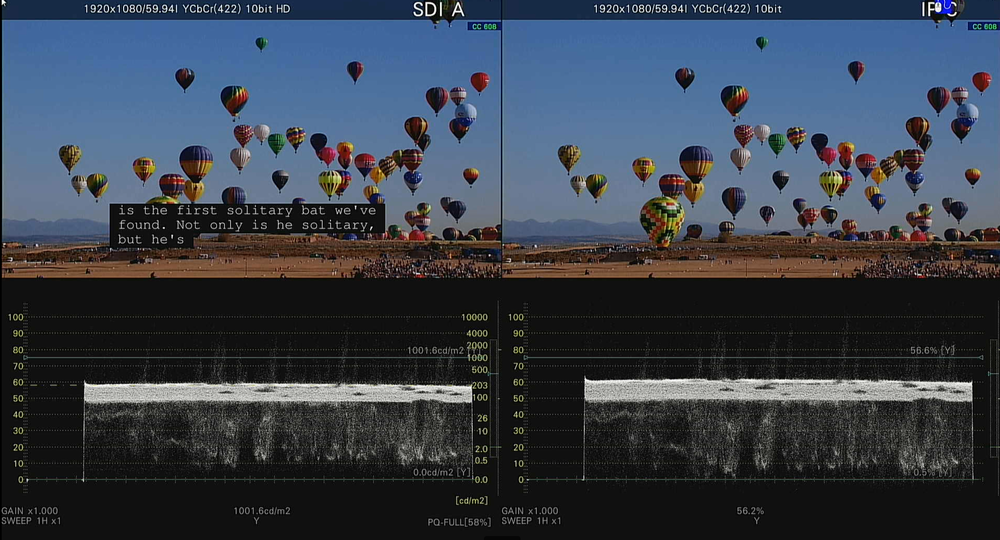 1920x1080/59.94I YCbCr(422) 10bit HD
SDI A
CC 608
is the first solitary bat we've
found. Not only is he solitary,
but he's
100
90
80
70
60
50
40
30
20
10
0
10000
4000
2000
1000
500
203
100
26
10
2.0
0.5
0.0
1001.6cd/m2 [Y]
0.0cd/m2 [Y]
[cd/m2]
GAIN x1.000
SWEEP 1H x1
1001.6cd/m2
Y
PQ-FULL[58%]
1920x1080/59.94I YCbCr(422) 10bit
IP C
CC 608
100
90
80
70
60
50
40
30
20
10
0
56.6% [Y]
0.5% [Y]
GAIN x1.000
SWEEP 1H x1
56.2%
Y